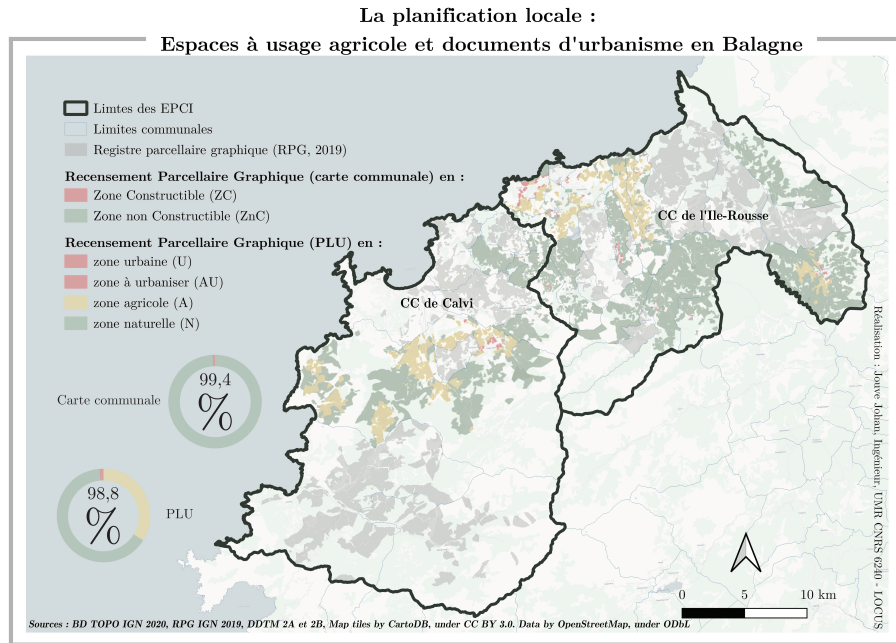 La planification locale :
Espaces à usage agricole et documents d'urbanisme en Balagne
Limtes des EPCI
Limites communales
Registre parcellaire graphique (RPG, 2019)
Recensement Parcellaire Graphique (carte communale) en :
Zone Constructible (ZC)
Zone non Constructible (ZnC)
Recensement Parcellaire Graphique (PLU) en :
zone urbaine (U)
zone à urbaniser (AU)
zone agricole (A)
zone naturelle (N)
CC de l'Ile-Rousse
CC de Calvi
Carte communale
99,4
%
98,8
%
PLU
0 5 10 km
Réalisation : Jouve Johan, Ingénieur, UMR CNRS 6240 - LOCUS
Sources : BD TOPO IGN 2020, RPG IGN 2019, DDTM 2A et 2B, Map tiles by CartoDB, under CC BY 3.0. Data by OpenStreetMap, under ODbL